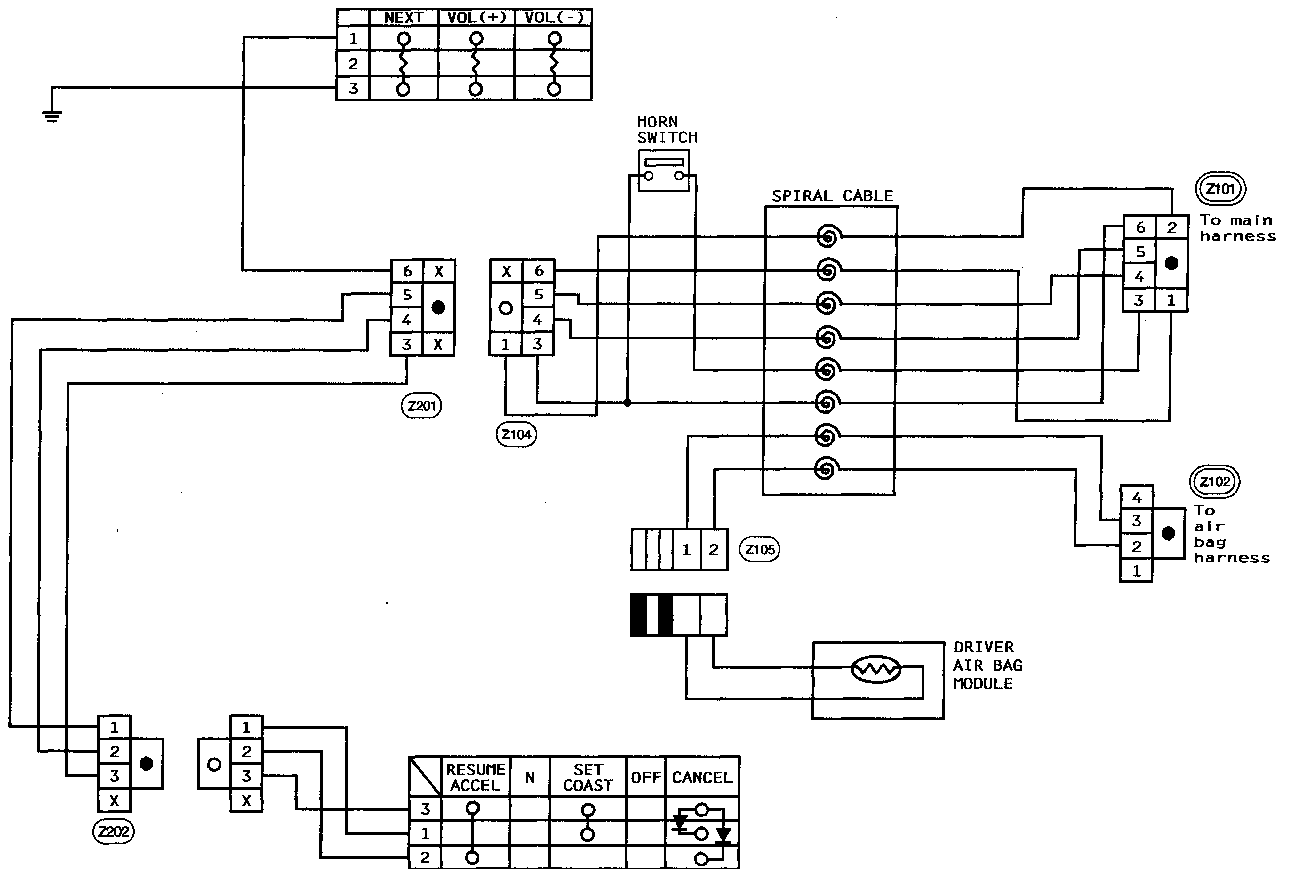 NEXT VOL(+) VOL(-)
1
2
3
HORN
SWITCH
SPIRAL CABLE
Z101
To main
harness
6 2
5
4
3 1
6 X
5
4
3 X
Z201
X 6
5
4
1 3
Z104
Z102
To
air
bag
harness
4
3
2
1
1 2
Z105
DRIVER
AIR BAG
MODULE
1
2
3
X
Z202
1
2
3
X
RESUME
ACCEL
N
SET
COAST
OFF
CANCEL
3
1
2